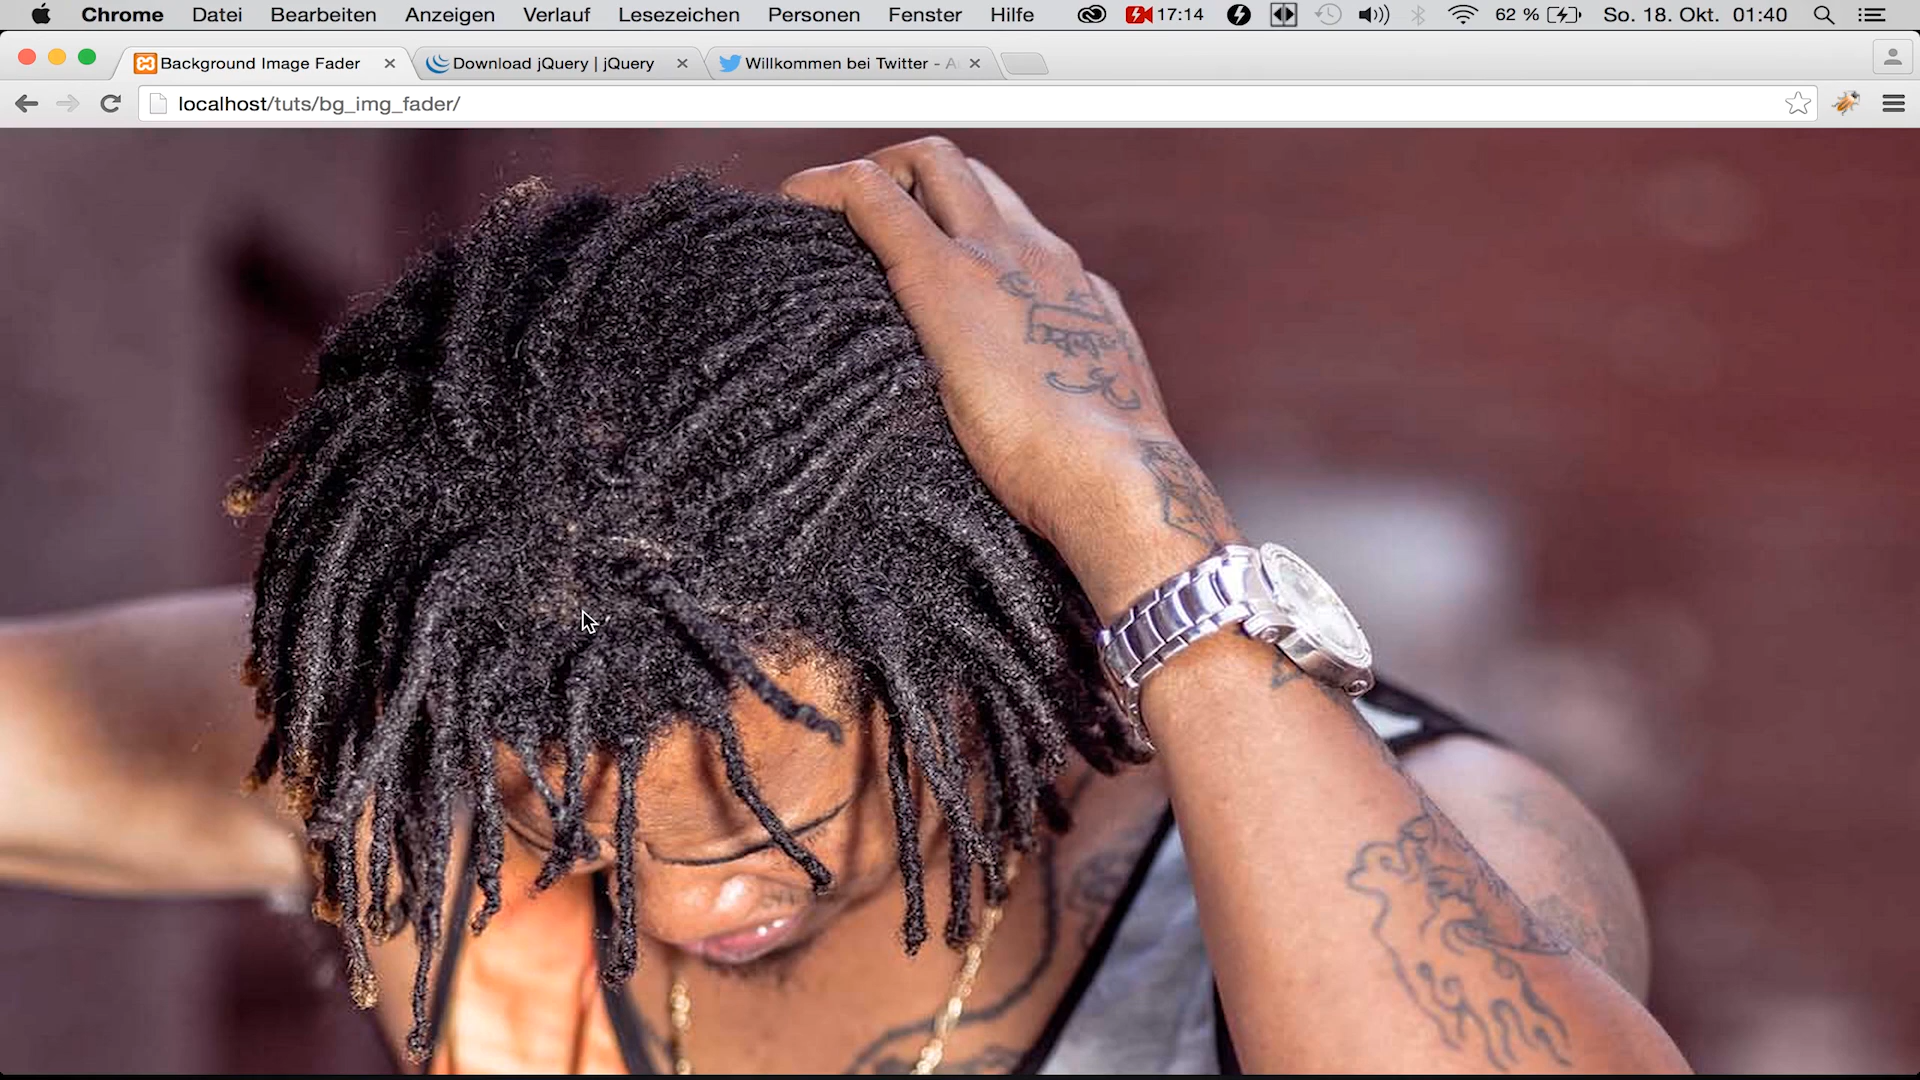 Chrome Datei Bearbeiten Anzeigen Verlauf Lesezeichen Personen Fenster Hilfe 17:14 62 % So. 18. Okt. 01:40
Background Image Fader Download jQuery | jQuery Willkommen bei Twitter -
localhost/tuts/bg_img_fader/